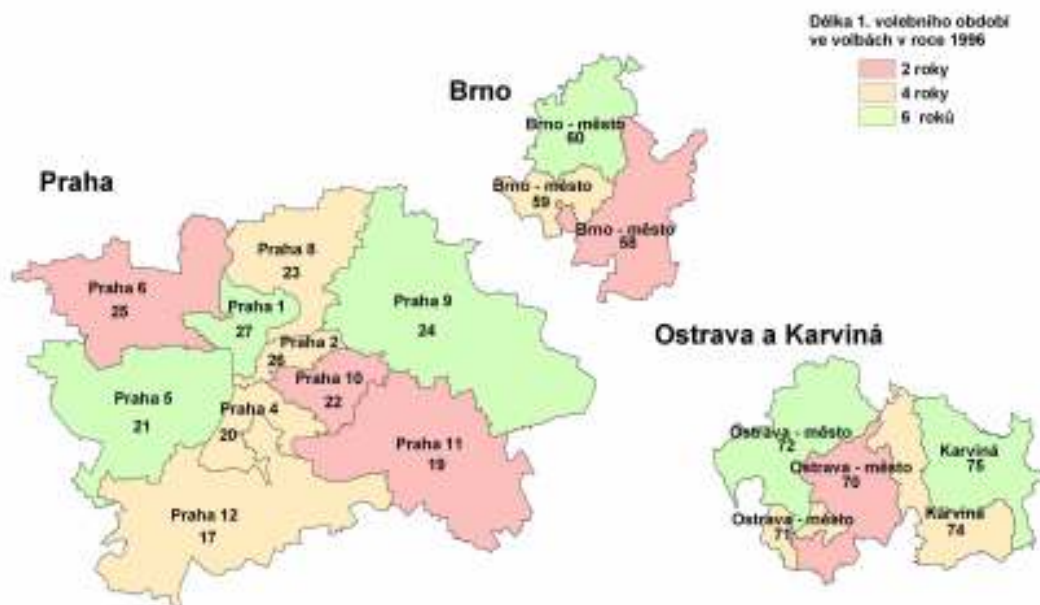 Délka 1. volebního období
ve volbách v roce 1996
2 roky
4 roky
6 roků
Brno
Brno - město
60
Brno - město
59
Brno - město
58
Praha
Praha 8
23
Praha 6
25
Praha 1
27
Praha 9
24
Praha 2
26
Praha 10
22
Praha 5
21
Praha 4
20
Praha 11
19
Praha 12
17
Ostrava a Karviná
Ostrava - město
72
Karviná
75
Ostrava - město
70
Ostrava - město
71
Karviná
74